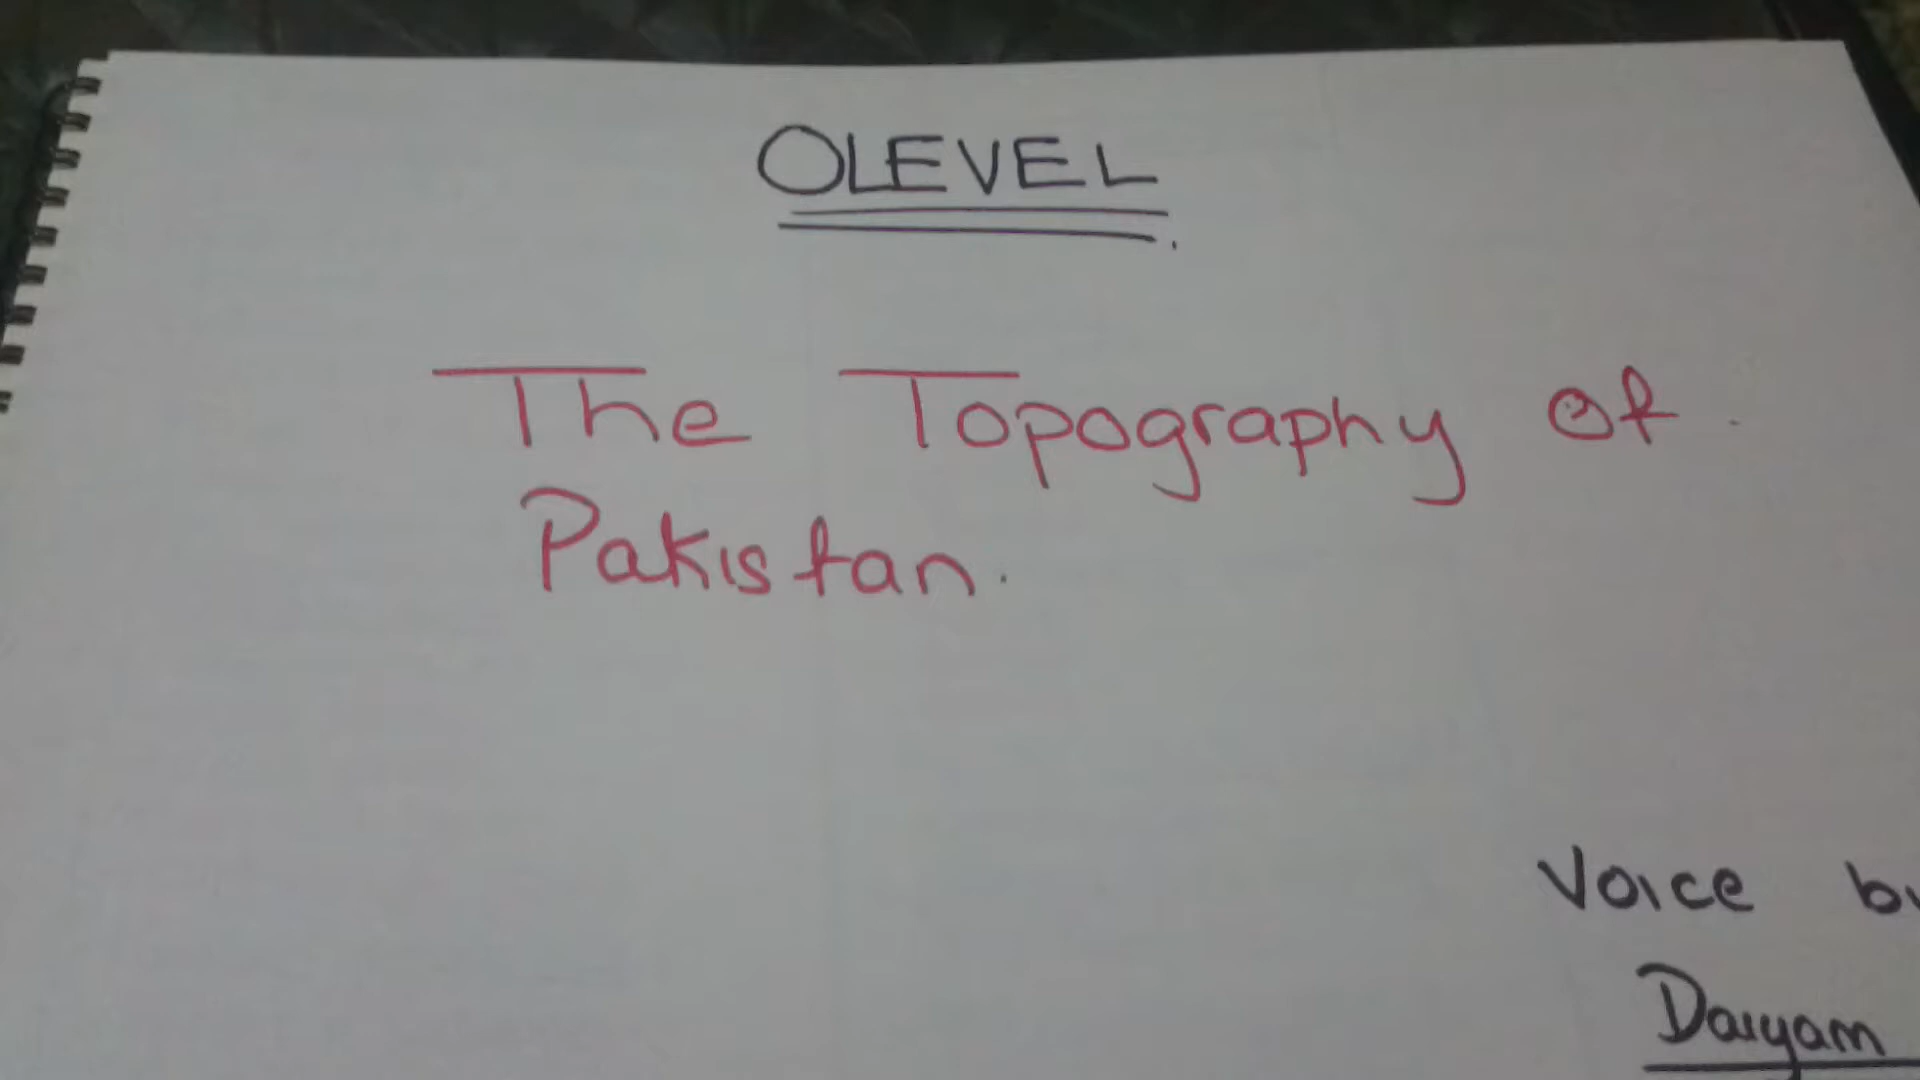 OLEVEL.
The Topography of
Pakistan.
Voice
Daiyam